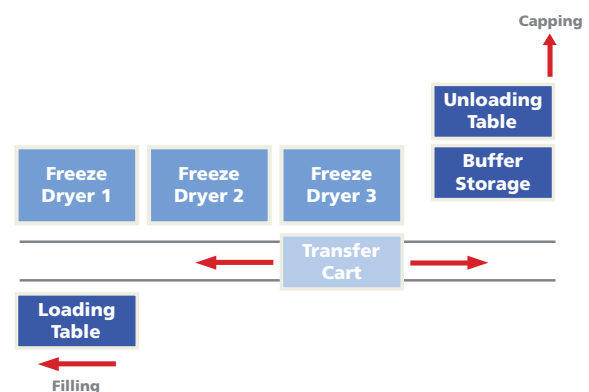 Capping
Unloading
Table
Buffer
Storage
Freeze
Dryer 1
Freeze
Dryer 2
Freeze
Dryer 3
Transfer
Cart
Loading
Table
Filling